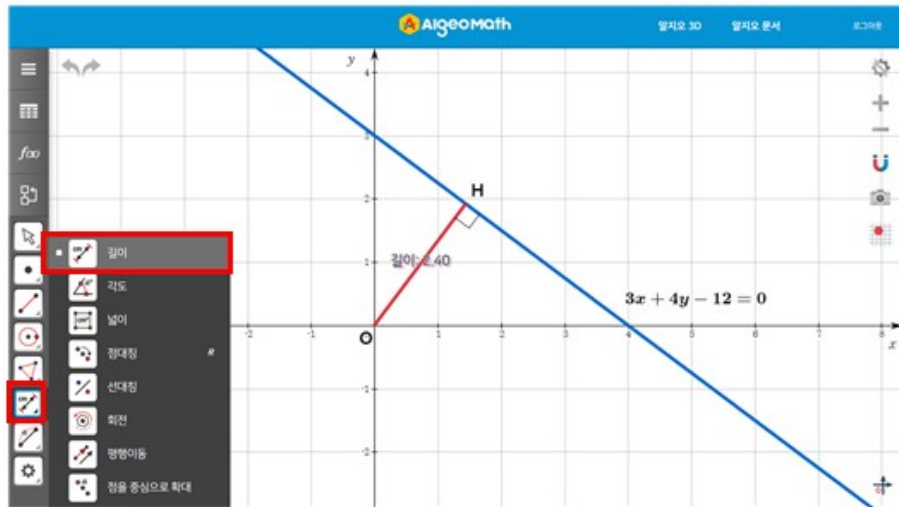 AlgeoMath
알지오 3D
알지오 문서
로그아웃
f(x)
길이
각도
넓이
점대칭 R
선대칭
회전
평행이동
점을 중심으로 확대
y
4
3
2
1
-1
-2
-1
-2
1
2
3
4
5
6
7
8
x
O
H
길이: 2.40
3x + 4y − 12 = 0